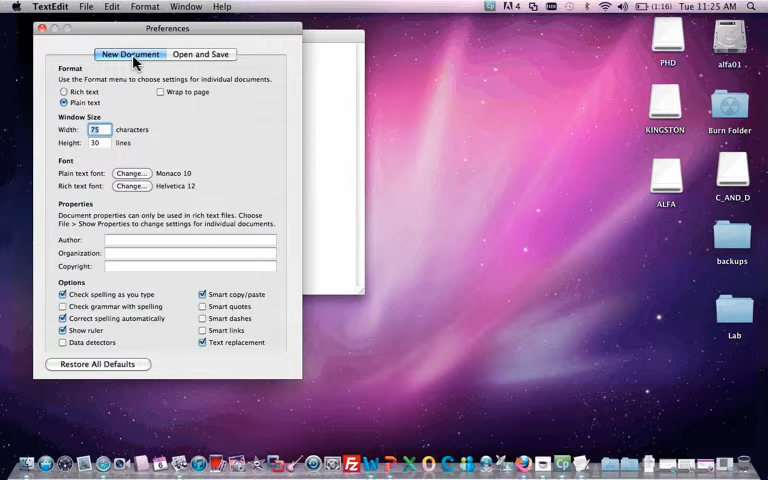 TextEdit File Edit Format Window Help 4 (1:16) Tue 11:25 AM
Preferences
New Document Open and Save
Format
Use the Format menu to choose settings for individual documents.
Rich text Wrap to page
Plain text
Window Size
Width: 75 characters
Height: 30 lines
Font
Plain text font: Change... Monaco 10
Rich text font: Change... Helvetica 12
Properties
Document properties can only be used in rich text files. Choose
File > Show Properties to change settings for individual documents.
Author:
Organization:
Copyright:
Options
Check spelling as you type Smart copy/paste
Check grammar with spelling Smart quotes
Correct spelling automatically Smart dashes
Show ruler Smart links
Data detectors Text replacement
Restore All Defaults
PHD alfa01
KINGSTON Burn Folder
ALFA C_AND_D
backups
Lab